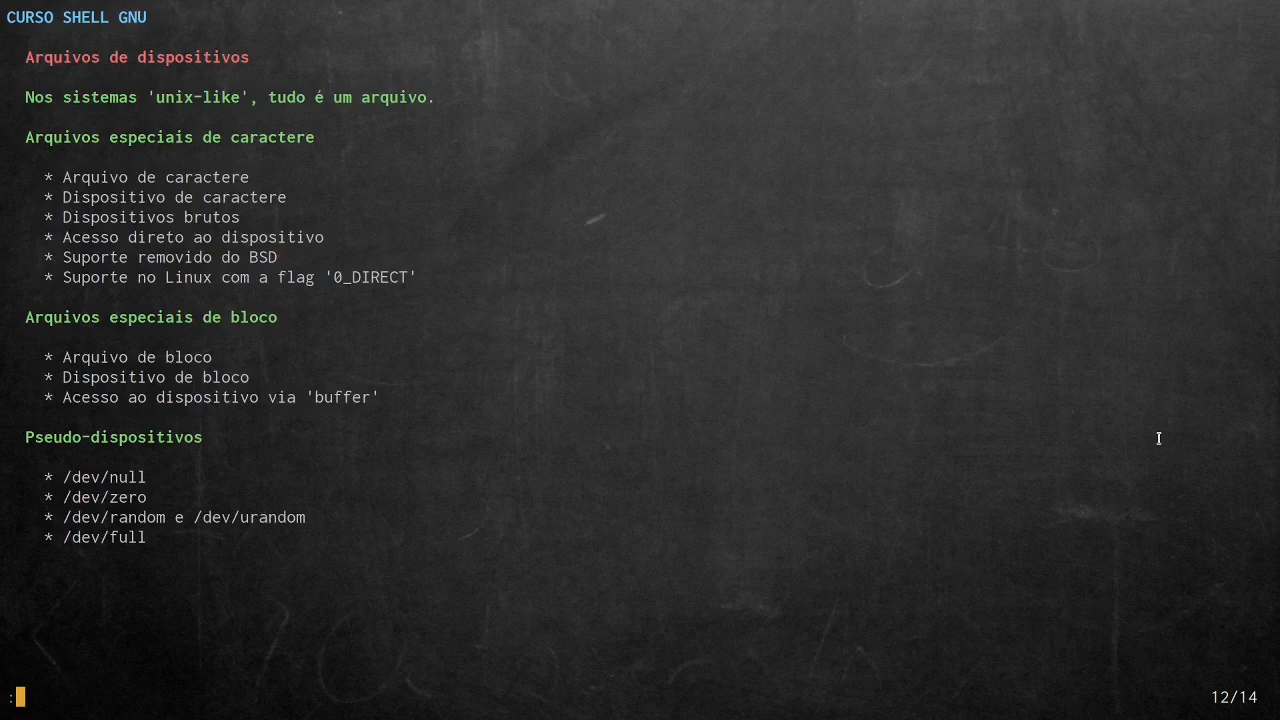 CURSO SHELL GNU
Arquivos de dispositivos
Nos sistemas 'unix-like', tudo é um arquivo.
Arquivos especiais de caractere
* Arquivo de caractere
* Dispositivo de caractere
* Dispositivos brutos
* Acesso direto ao dispositivo
* Suporte removido do BSD
* Suporte no Linux com a flag '0_DIRECT'
Arquivos especiais de bloco
* Arquivo de bloco
* Dispositivo de bloco
* Acesso ao dispositivo via 'buffer'
Pseudo-dispositivos
* /dev/null
* /dev/zero
* /dev/random e /dev/urandom
* /dev/full
:
12/14